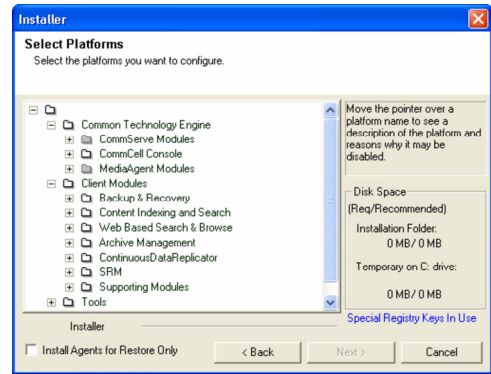 Installer
Select Platforms
Select the platforms you want to configure.
Common Technology Engine
CommServe Modules
CommCell Console
MediaAgent Modules
Client Modules
Backup & Recovery
Content Indexing and Search
Web Based Search & Browse
Archive Management
ContinuousDataReplicator
SRM
Supporting Modules
Tools
Move the pointer over a
platform name to see a
description of the platform and
reasons why it may be
disabled.
Disk Space
(Req/Recommended)
Installation Folder:
0 MB/ 0 MB
Temporary on C: drive:
0 MB/ 0 MB
Special Registry Keys In Use
Installer
Install Agents for Restore Only
< Back
Next >
Cancel